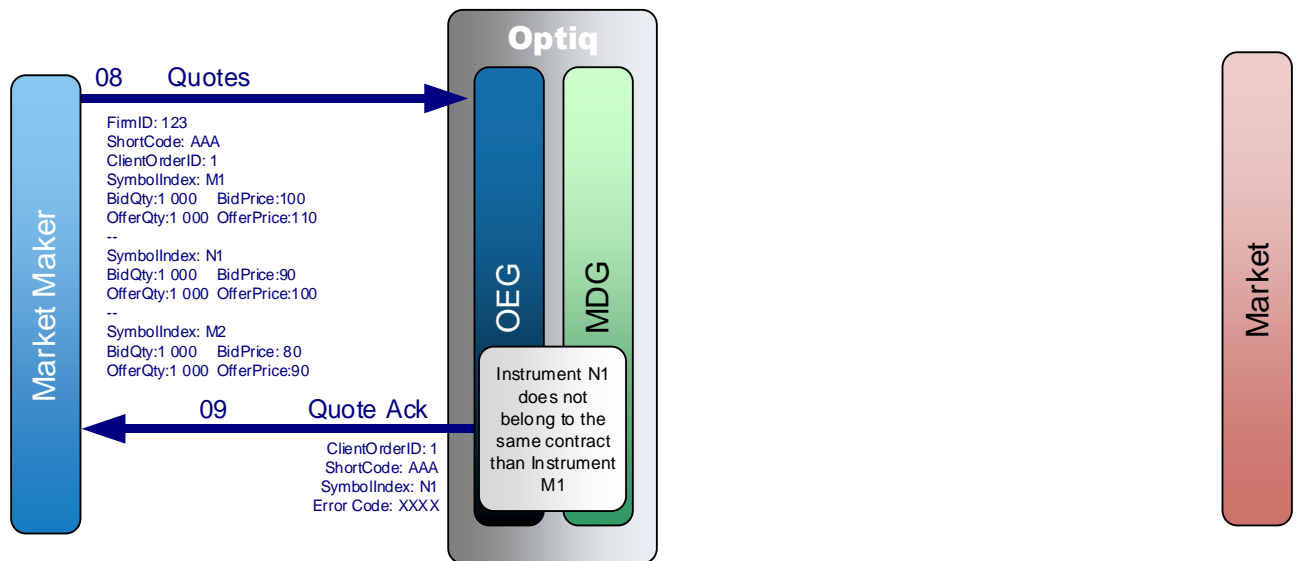 Optiq
08 Quotes
FirmID: 123
ShortCode: AAA
ClientOrderID: 1
SymbolIndex: M1
BidQty:1 000 BidPrice:100
OfferQty:1 000 OfferPrice:110
--
SymbolIndex: N1
BidQty:1 000 BidPrice:90
OfferQty:1 000 OfferPrice:100
--
SymbolIndex: M2
BidQty:1 000 BidPrice: 80
OfferQty:1 000 OfferPrice:90
Market Maker
OEG
MDG
Market
Instrument N1
does not
belong to the
same contract
than Instrument
M1
09 Quote Ack
ClientOrderID: 1
ShortCode: AAA
SymbolIndex: N1
Error Code: XXXX